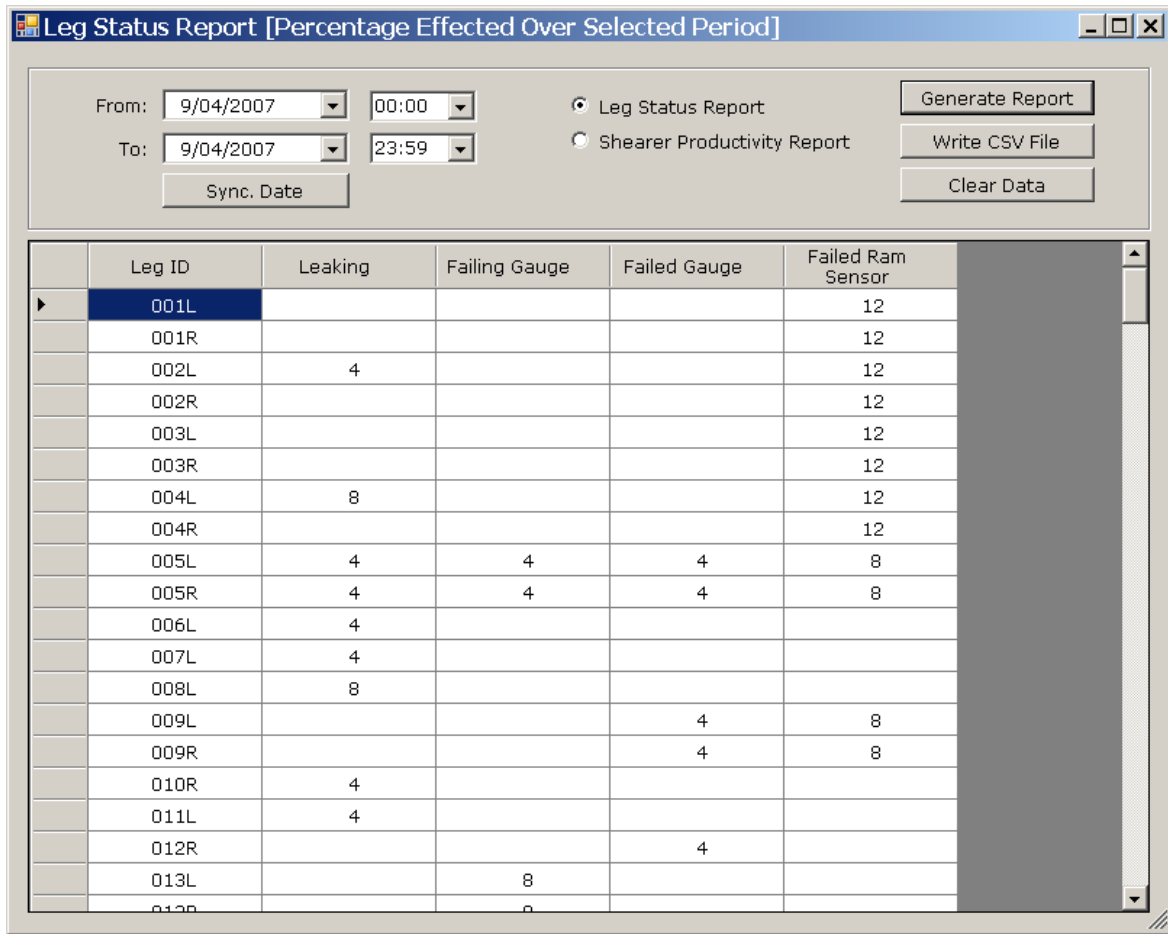 Leg Status Report [Percentage Effected Over Selected Period]
From: 9/04/2007 00:00
To: 9/04/2007 23:59
Sync. Date
Leg Status Report
Shearer Productivity Report
Generate Report
Write CSV File
Clear Data
Leg ID Leaking Failing Gauge Failed Gauge Failed Ram Sensor
001L 12
001R 12
002L 4 12
002R 12
003L 12
003R 12
004L 8 12
004R 12
005L 4 4 4 8
005R 4 4 4 8
006L 4
007L 4
008L 8
009L 4 8
009R 4 8
010R 4
011L 4
012R 4
013L 8